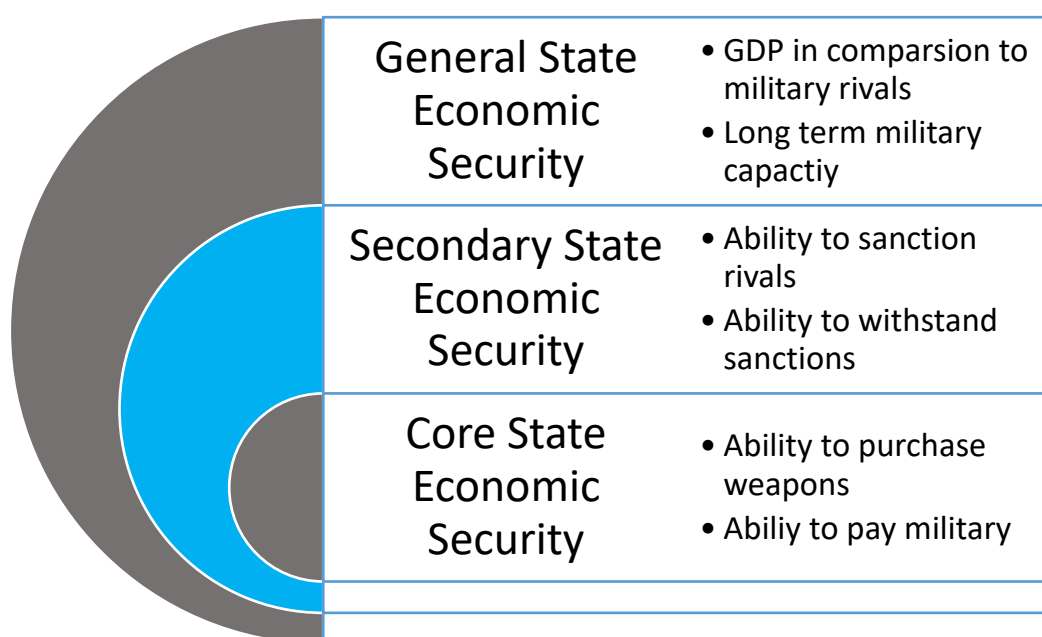 General State
Economic
Security
• GDP in comparsion to
military rivals
• Long term military
capactiy
Secondary State
Economic
Security
• Ability to sanction
rivals
• Ability to withstand
sanctions
Core State
Economic
Security
• Ability to purchase
weapons
• Abiliy to pay military